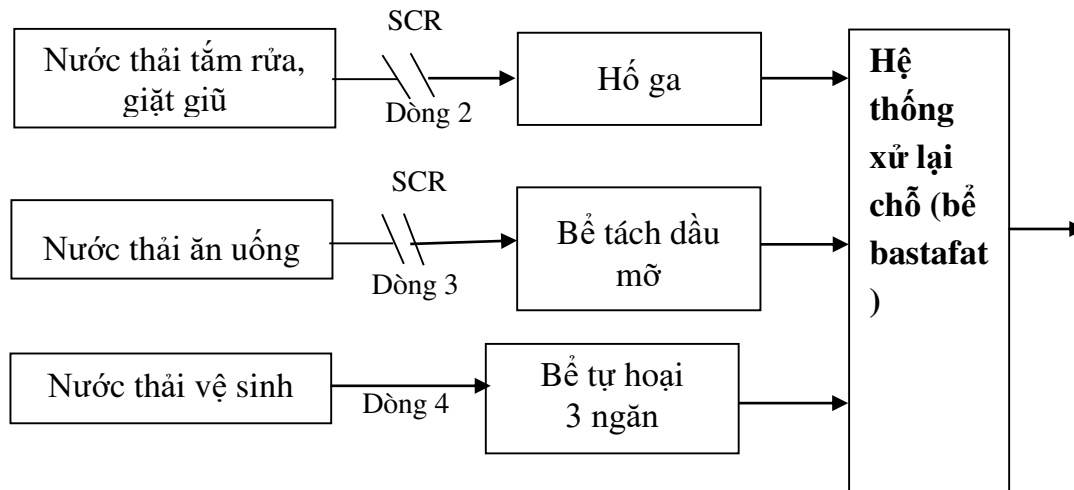 SCR
Nước thải tắm rửa,
giặt giũ
Dòng 2
Hố ga
SCR
Nước thải ăn uống
Dòng 3
Bể tách dầu
mỡ
Nước thải vệ sinh
Dòng 4
Bể tự hoại
3 ngăn
Hệ
thống
xử lại
chỗ (bể
bastafat
)